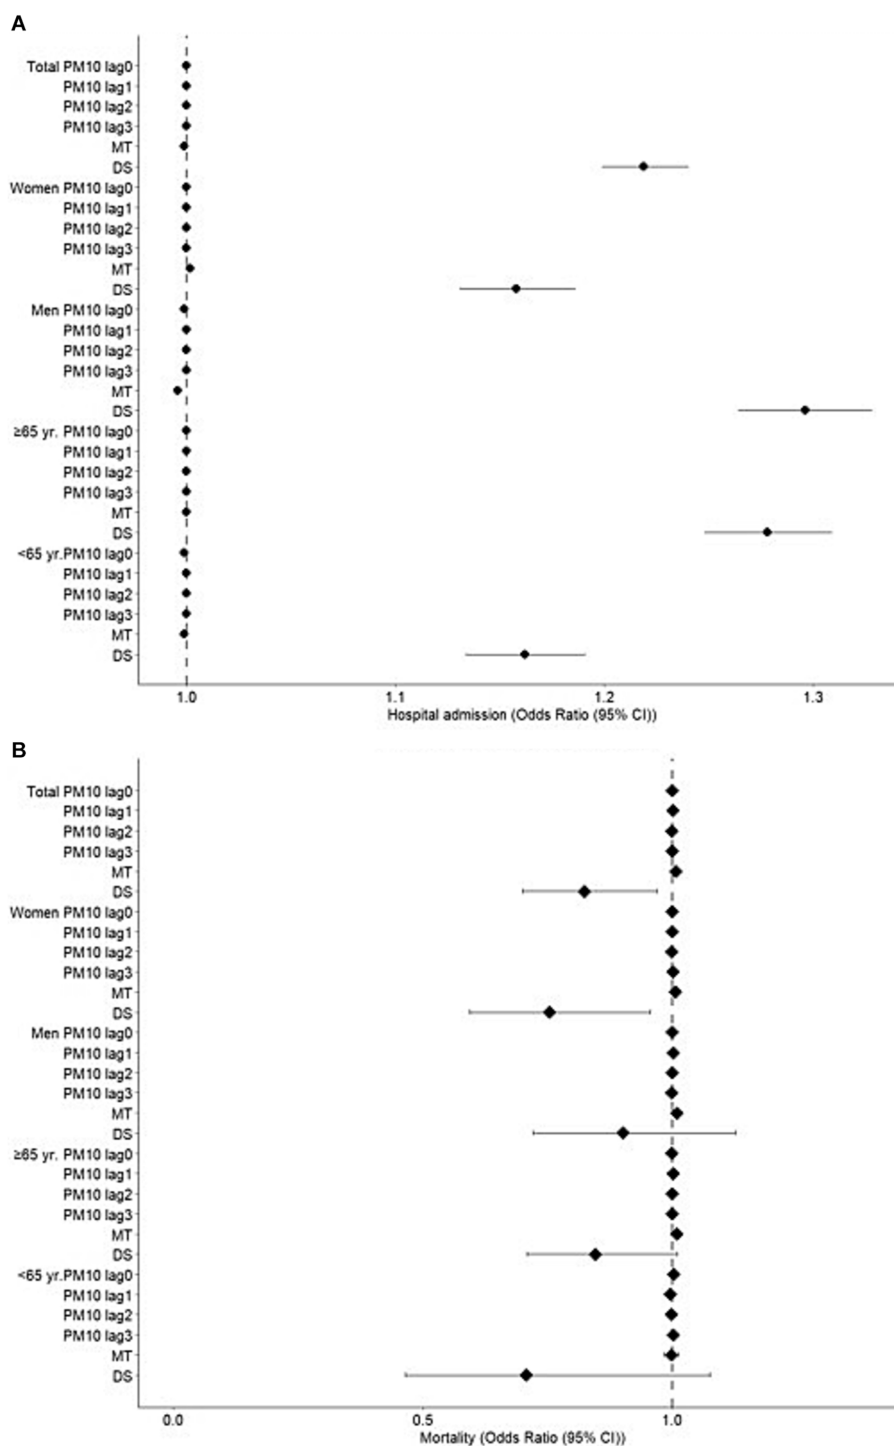 A
Total PM10 lag0
PM10 lag1
PM10 lag2
PM10 lag3
MT
DS
Women PM10 lag0
PM10 lag1
PM10 lag2
PM10 lag3
MT
DS
Men PM10 lag0
PM10 lag1
PM10 lag2
PM10 lag3
MT
DS
≥65 yr. PM10 lag0
PM10 lag1
PM10 lag2
PM10 lag3
MT
DS
<65 yr.PM10 lag0
PM10 lag1
PM10 lag2
PM10 lag3
MT
DS
1.0 1.1 1.2 1.3
Hospital admission (Odds Ratio (95% CI))
B
Total PM10 lag0
PM10 lag1
PM10 lag2
PM10 lag3
MT
DS
Women PM10 lag0
PM10 lag1
PM10 lag2
PM10 lag3
MT
DS
Men PM10 lag0
PM10 lag1
PM10 lag2
PM10 lag3
MT
DS
≥65 yr. PM10 lag0
PM10 lag1
PM10 lag2
PM10 lag3
MT
DS
<65 yr.PM10 lag0
PM10 lag1
PM10 lag2
PM10 lag3
MT
DS
0.0 0.5 1.0
Mortality (Odds Ratio (95% CI))